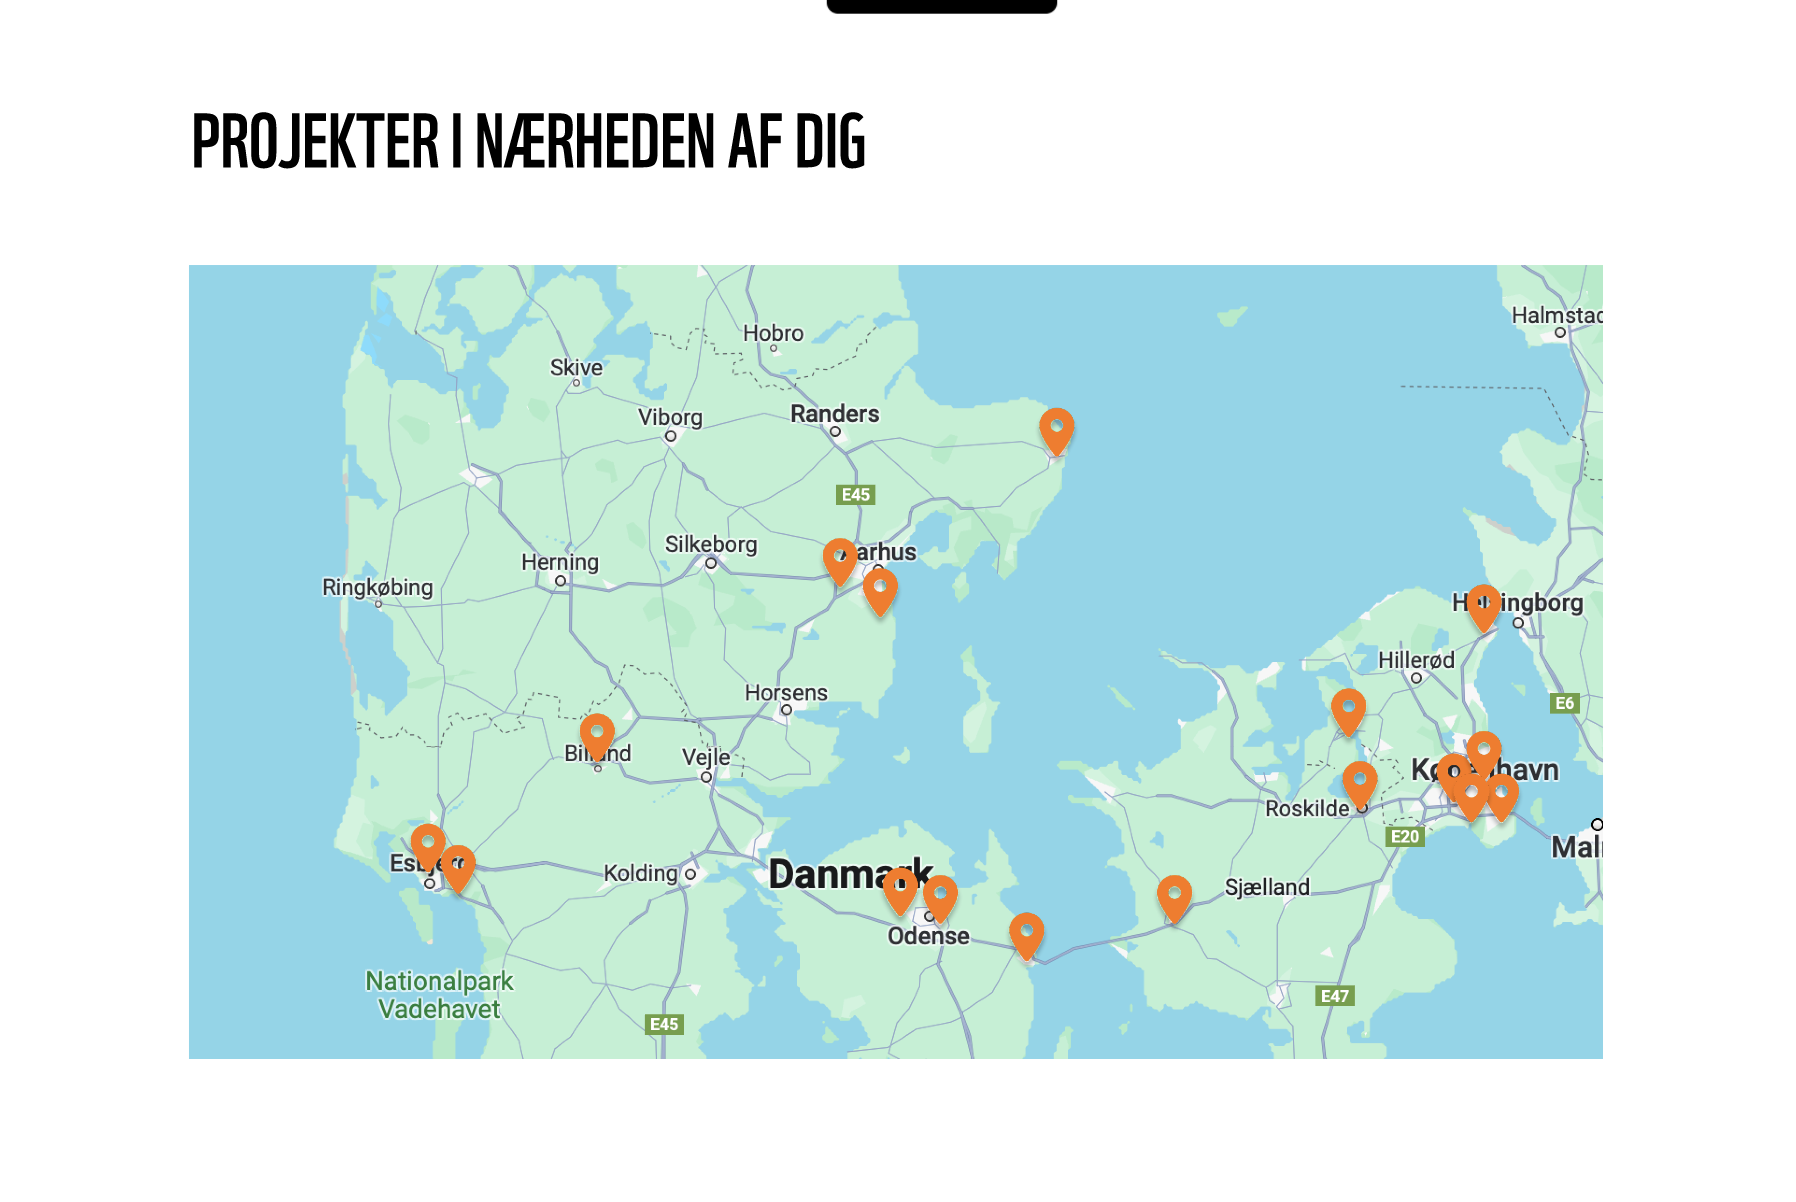 PROJEKTER I NÆRHEDEN AF DIG
Halmstad
Hobro
Skive
Viborg
Randers
E45
Aarhus
Silkeborg
Herning
Ringkøbing
Helsingborg
Hillerød
Horsens
E6
Billund
Vejle
København
Roskilde
E20
Mal
Esbjerg
Kolding
Danmark
Sjælland
Odense
Nationalpark
Vadehavet
E47
E45